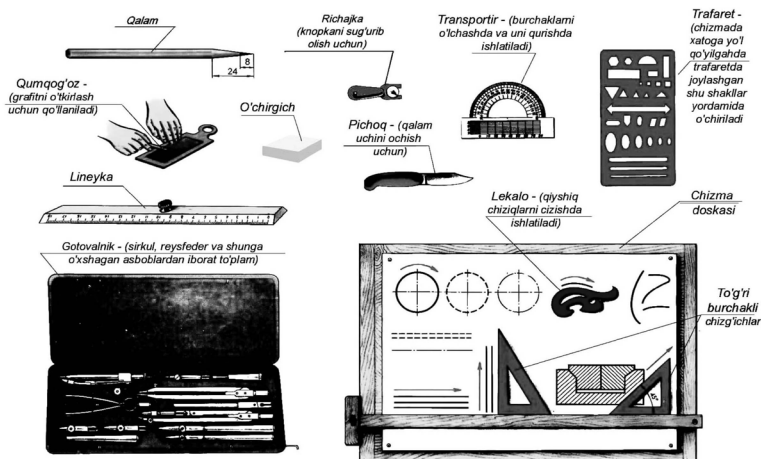 Qalam
8
24
Qumqog'oz -
(grafitni o'tkirlash
uchun qo'llaniladi)
O'chirgich
Richajka
(knopkani sug'urib
olish uchun)
Pichoq - (qalam
uchini ochish
uchun)
Transportir - (burchaklarni
o'lchashda va uni qurishda
ishlatiladi)
Trafaret -
(chizmada
xatoga yo'l
qo'yilgahda
trafaretda
joylashgan
shu shakllar
yordamida
o'chiriladi
Lineyka
Lekalo - (qiyshiq
chiziqlarni cizishda
ishlatiladi)
Chizma
doskasi
Gotovalnik - (sirkul, reysfeder va shunga
o'xshagan asboblardan iborat to'plam)
To'g'ri
burchakli
chizg'ichlar
45°